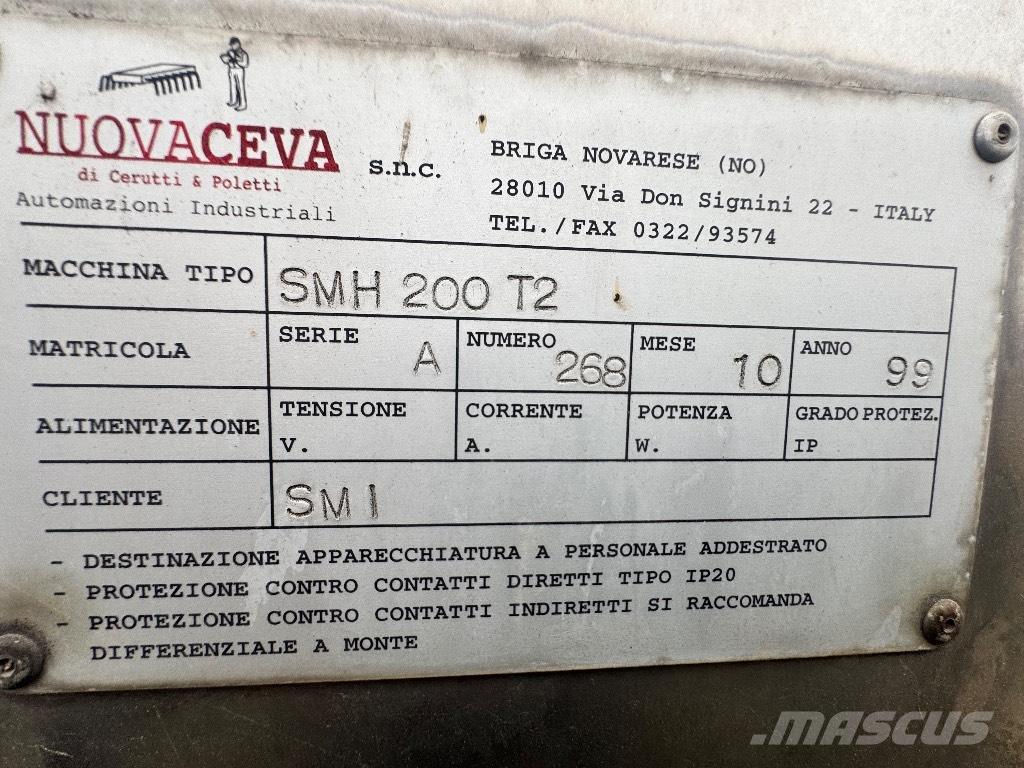 NUOVACEVA s.n.c.
di Cerutti & Poletti
Automazioni Industriali
BRIGA NOVARESE (NO)
28010 Via Don Signini 22 - ITALY
TEL./FAX 0322/93574
MACCHINA TIPO SMH 200 T2
MATRICOLA SERIE A NUMERO 268 MESE 10 ANNO 99
ALIMENTAZIONE TENSIONE V. CORRENTE A. POTENZA W. GRADO PROTEZ. IP
CLIENTE SMI
- DESTINAZIONE APPARECCHIATURA A PERSONALE ADDESTRATO
- PROTEZIONE CONTRO CONTATTI DIRETTI TIPO IP20
- PROTEZIONE CONTRO CONTATTI INDIRETTI SI RACCOMANDA
DIFFERENZIALE A MONTE
MASCUS